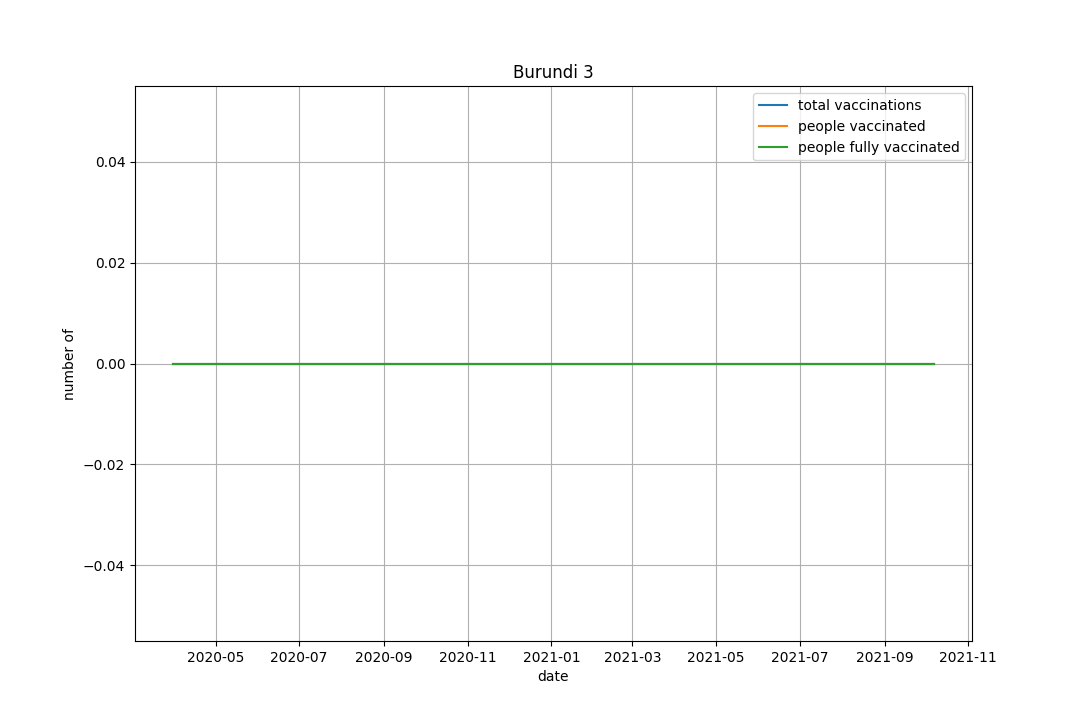 Burundi 3
total vaccinations
people vaccinated
people fully vaccinated
0.04
0.02
0.00
−0.02
−0.04
number of
2020-05 2020-07 2020-09 2020-11 2021-01 2021-03 2021-05 2021-07 2021-09 2021-11
date